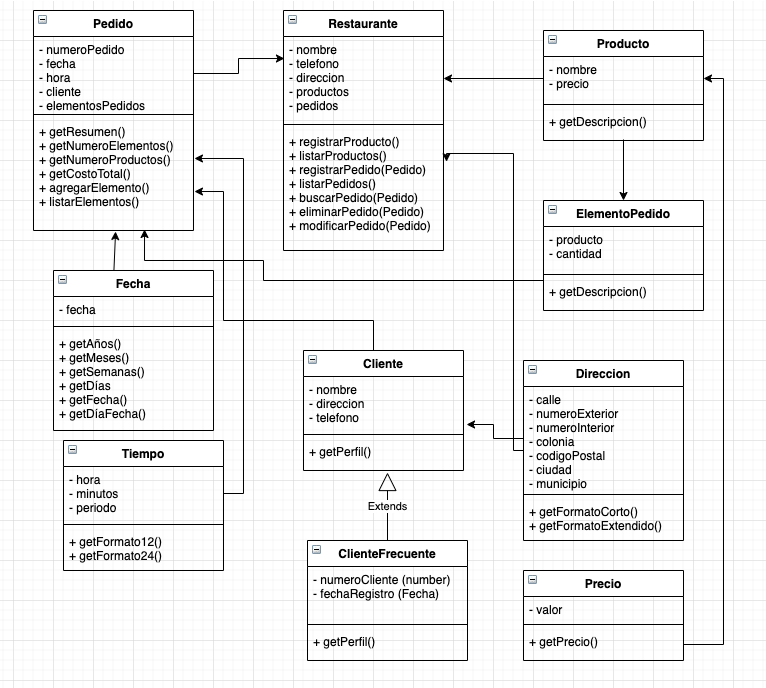 Pedido
- numeroPedido
- fecha
- hora
- cliente
- elementosPedidos
+ getResumen()
+ getNumeroElementos()
+ getNumeroProductos()
+ getCostoTotal()
+ agregarElemento()
+ listarElementos()
Restaurante
- nombre
- telefono
- direccion
- productos
- pedidos
+ registrarProducto()
+ listarProductos()
+ registrarPedido(Pedido)
+ listarPedidos()
+ buscarPedido(Pedido)
+ eliminarPedido(Pedido)
+ modificarPedido(Pedido)
Producto
- nombre
- precio
+ getDescripcion()
ElementoPedido
- producto
- cantidad
+ getDescripcion()
Fecha
- fecha
+ getAños()
+ getMeses()
+ getSemanas()
+ getDías
+ getFecha()
+ getDíaFecha()
Cliente
- nombre
- direccion
- telefono
+ getPerfil()
Direccion
- calle
- numeroExterior
- numeroInterior
- colonia
- codigoPostal
- ciudad
- municipio
+ getFormatoCorto()
+ getFormatoExtendido()
Tiempo
- hora
- minutos
- periodo
+ getFormato12()
+ getFormato24()
Extends
ClienteFrecuente
- numeroCliente (number)
- fechaRegistro (Fecha)
+ getPerfil()
Precio
- valor
+ getPrecio()